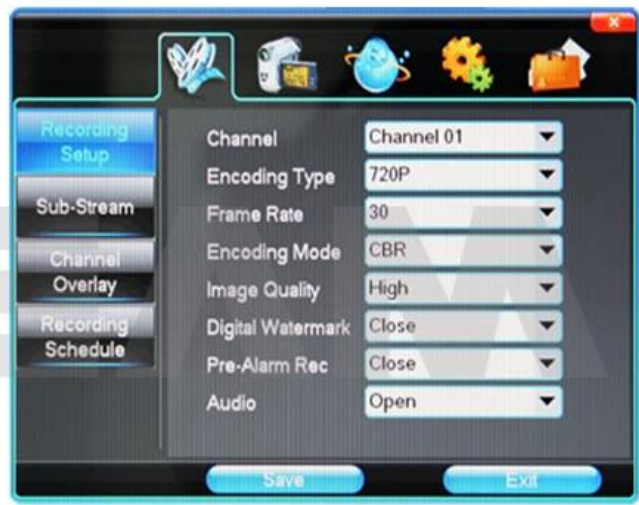 Recording
Setup
Sub-Stream
Channel
Overlay
Recording
Schedule
Channel Channel 01
Encoding Type 720P
Frame Rate 30
Encoding Mode CBR
Image Quality High
Digital Watermark Close
Pre-Alarm Rec Close
Audio Open
Save Exit